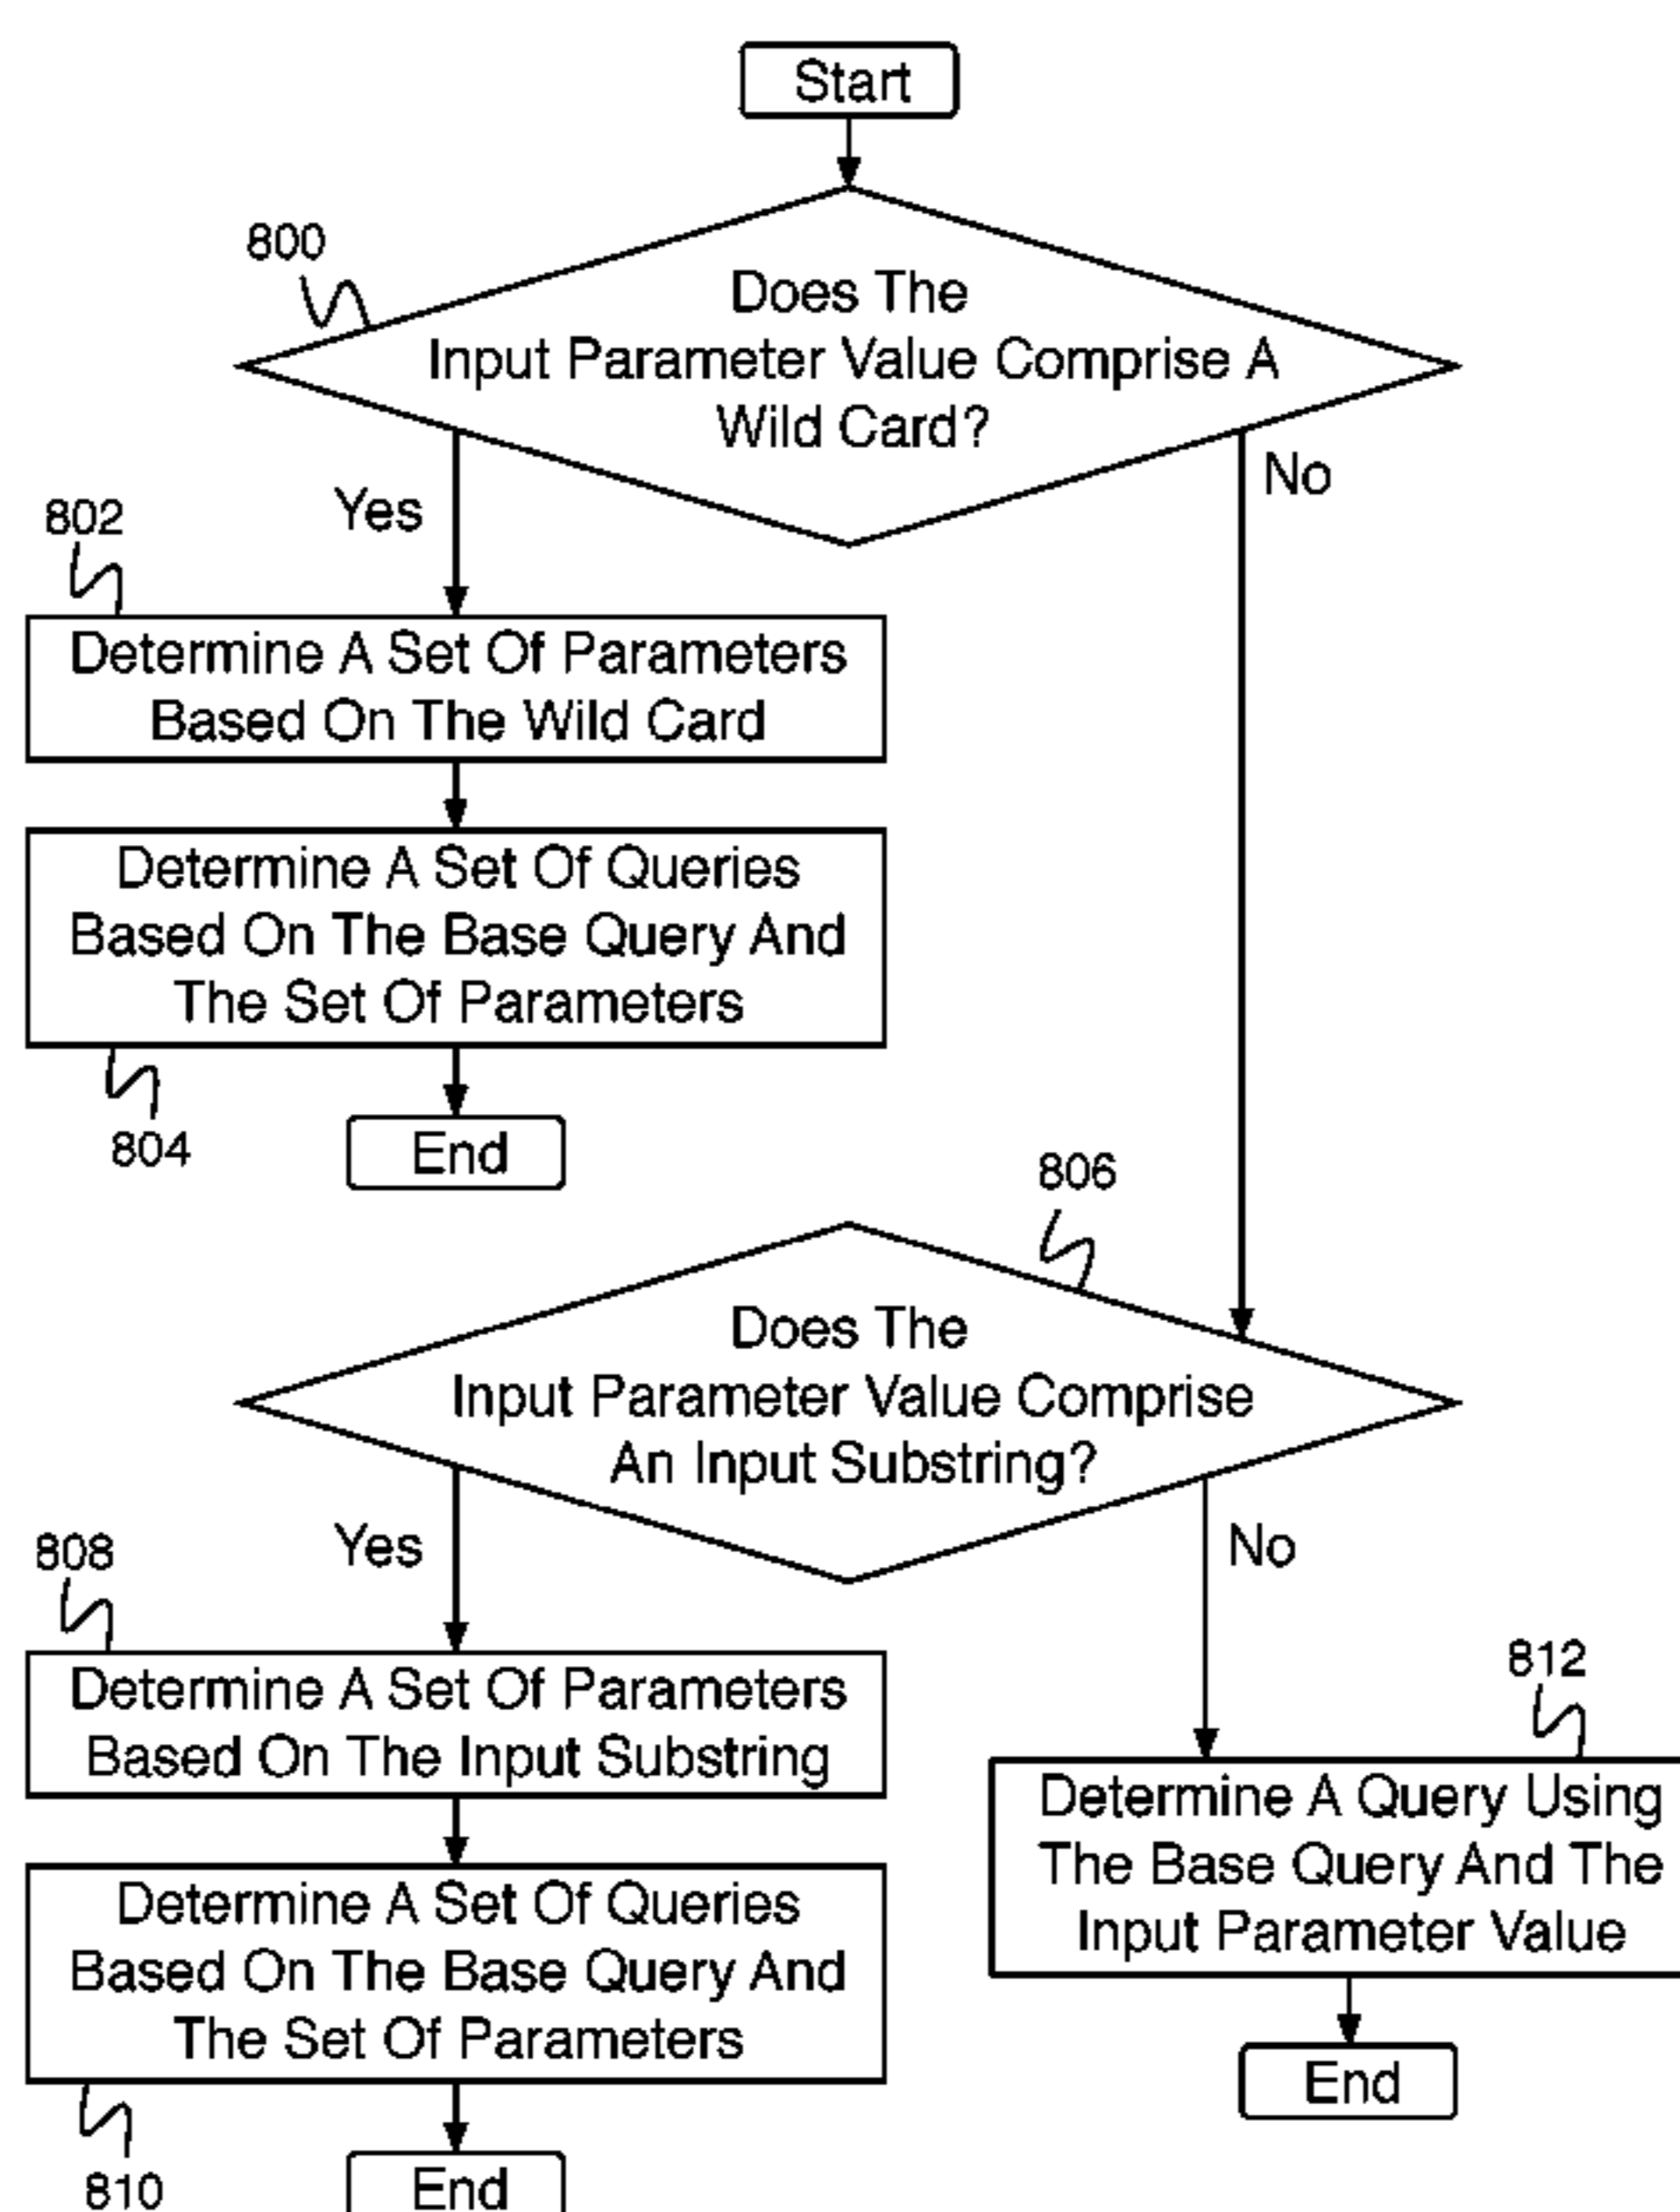 Start
800
Does The
Input Parameter Value Comprise A
Wild Card?
Yes
No
802
Determine A Set Of Parameters
Based On The Wild Card
Determine A Set Of Queries
Based On The Base Query And
The Set Of Parameters
804
End
806
Does The
Input Parameter Value Comprise
An Input Substring?
Yes
No
808
Determine A Set Of Parameters
Based On The Input Substring
812
Determine A Query Using
The Base Query And The
Input Parameter Value
Determine A Set Of Queries
Based On The Base Query And
The Set Of Parameters
End
810
End